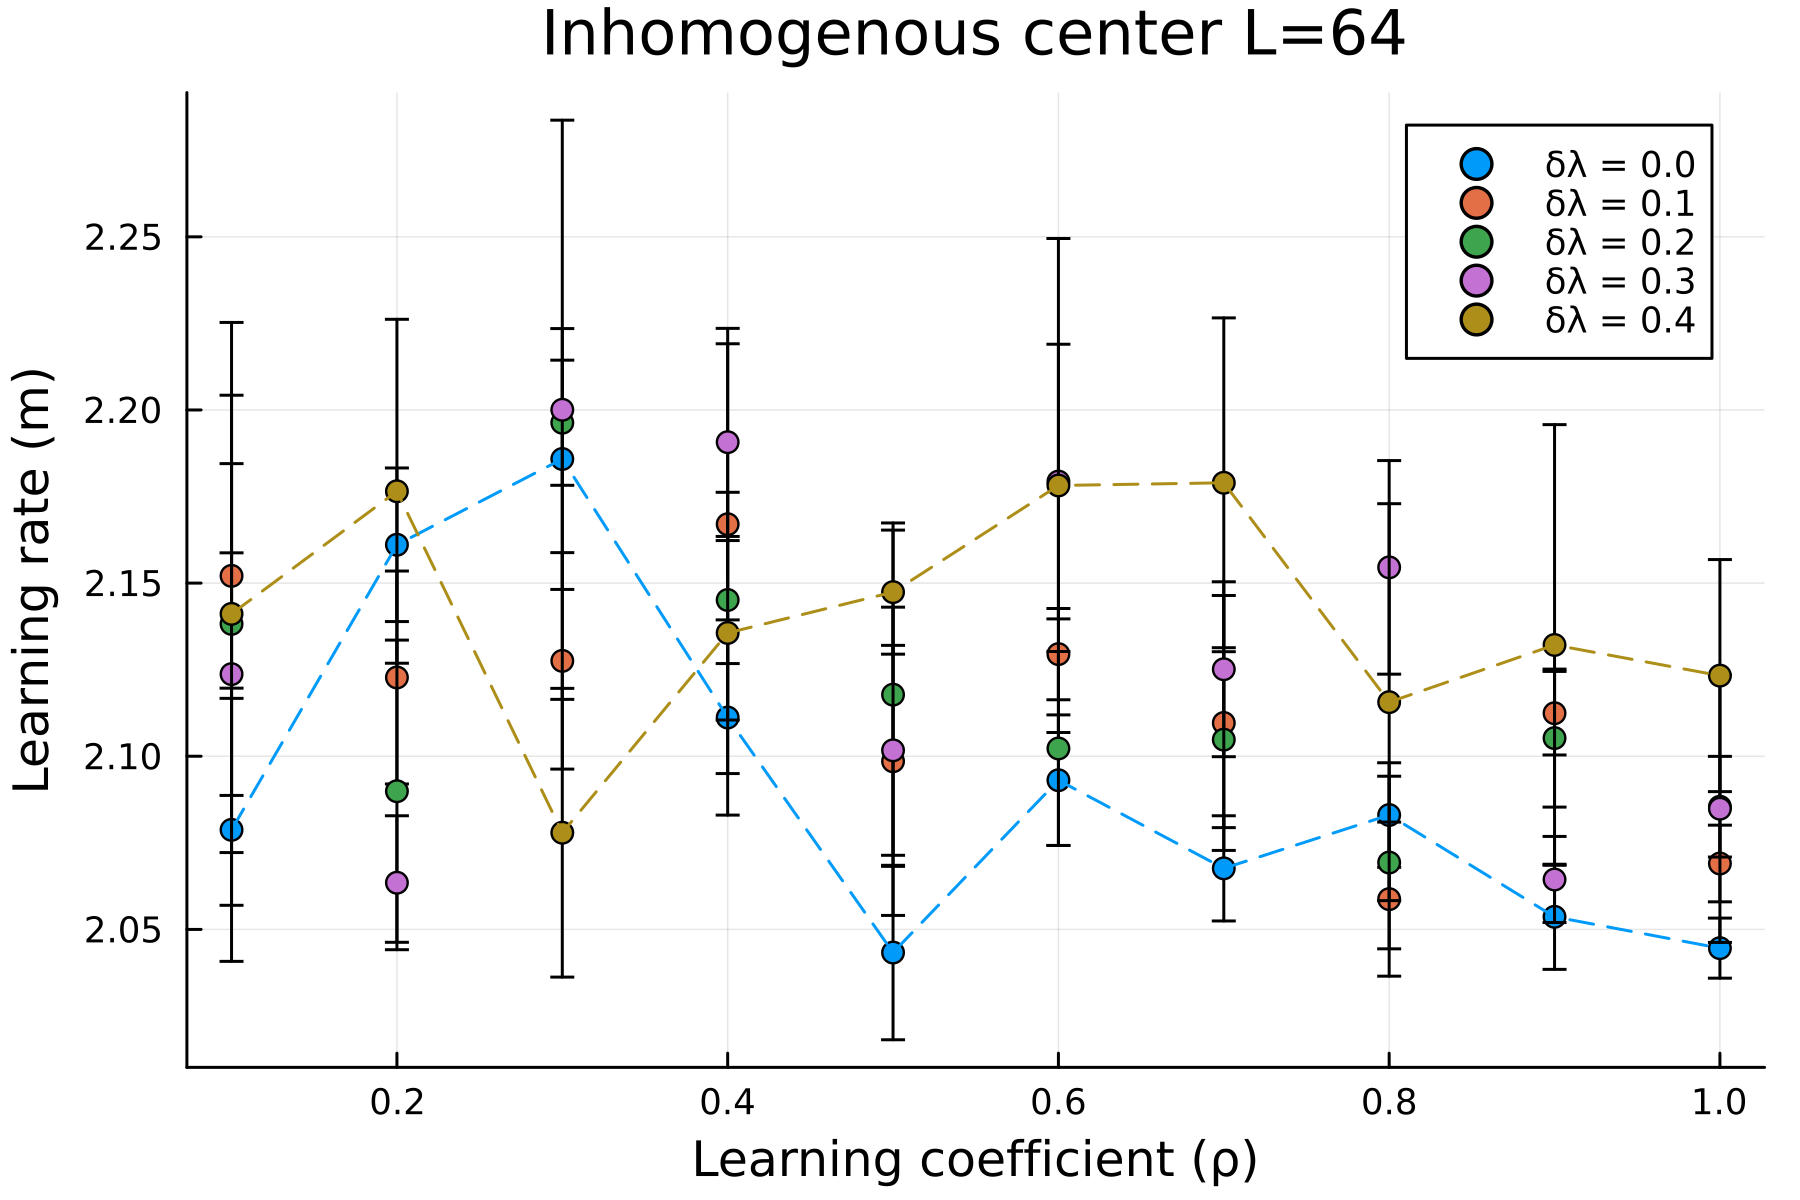 Inhomogenous center L=64
δλ = 0.0
δλ = 0.1
δλ = 0.2
δλ = 0.3
δλ = 0.4
Learning rate (m)
2.25
2.20
2.15
2.10
2.05
0.2 0.4 0.6 0.8 1.0
Learning coefficient (ρ)